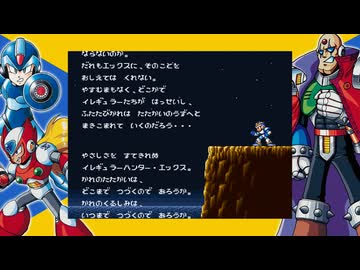 ならないのか。
だれもエックスに、そのことを
おしえては くれない。
やすむまもなく、どこかで
イレギュラーたちが はっせいし、
ふたたびかれは たたかいのうずへと
まきこまれて いくのだろう・・・
やさしさを すてきれぬ
イレギュラーハンター・エックス。
かれのたたかいは、
どこまで つづくので あろうか。
かれのくるしみは、
いつまで つづくので あろうか。